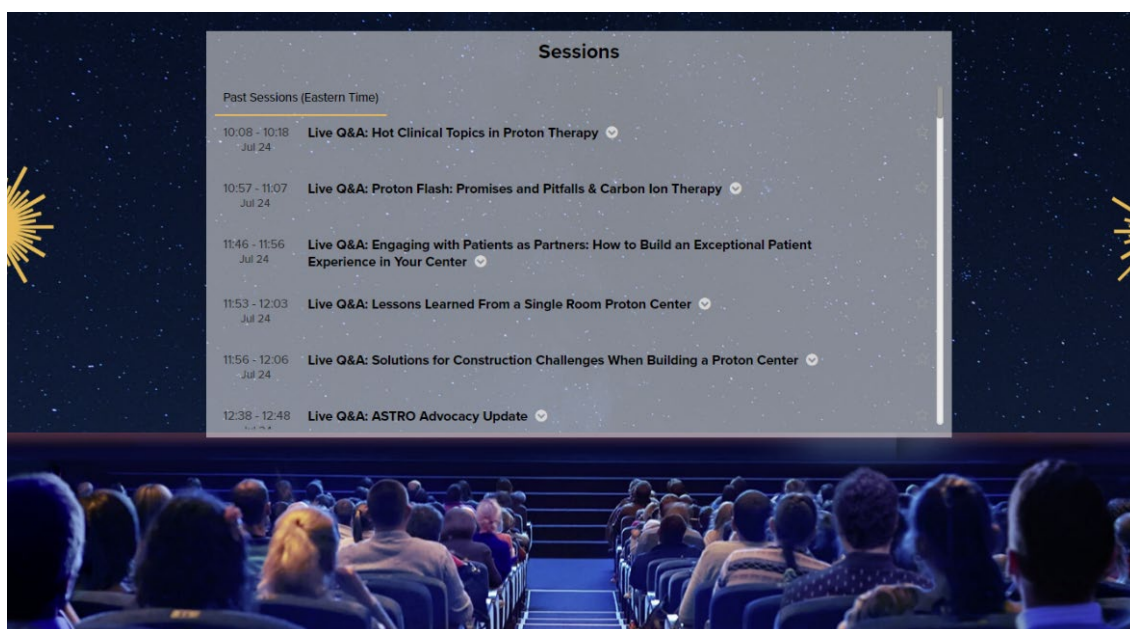 Sessions
Past Sessions (Eastern Time)
10:08 - 10:18 Live Q&A: Hot Clinical Topics in Proton Therapy
Jul 24
10:57 - 11:07 Live Q&A: Proton Flash: Promises and Pitfalls & Carbon Ion Therapy
Jul 24
11:46 - 11:56 Live Q&A: Engaging with Patients as Partners: How to Build an Exceptional Patient
Jul 24 Experience in Your Center
11:53 - 12:03 Live Q&A: Lessons Learned From a Single Room Proton Center
Jul 24
11:56 - 12:06 Live Q&A: Solutions for Construction Challenges When Building a Proton Center
Jul 24
12:38 - 12:48 Live Q&A: ASTRO Advocacy Update